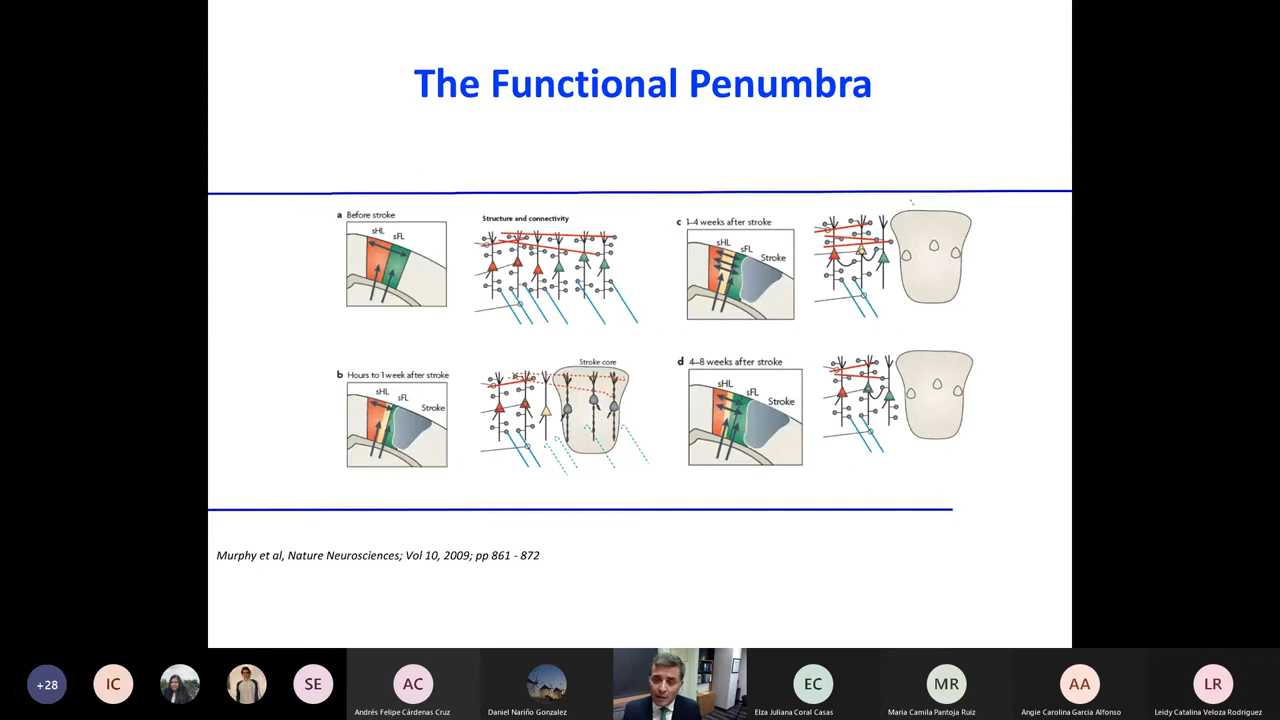 The Functional Penumbra
a Before stroke
sHL
sFL
Structure and connectivity
c 1–4 weeks after stroke
sHL
sFL
Stroke
b Hours to 1 week after stroke
sHL
sFL
Stroke
Stroke core
d 4–8 weeks after stroke
sHL
sFL
Stroke
Murphy et al, Nature Neurosciences; Vol 10, 2009; pp 861 - 872
+28
IC
SE
AC
Andrés Felipe Cárdenas Cruz
Daniel Nariño Gonzalez
EC
Elza Juliana Coral Casas
MR
Maria Camila Pantoja Ruiz
AA
Angie Carolina Garcia Alfonso
LR
Leidy Catalina Veloza Rodriguez